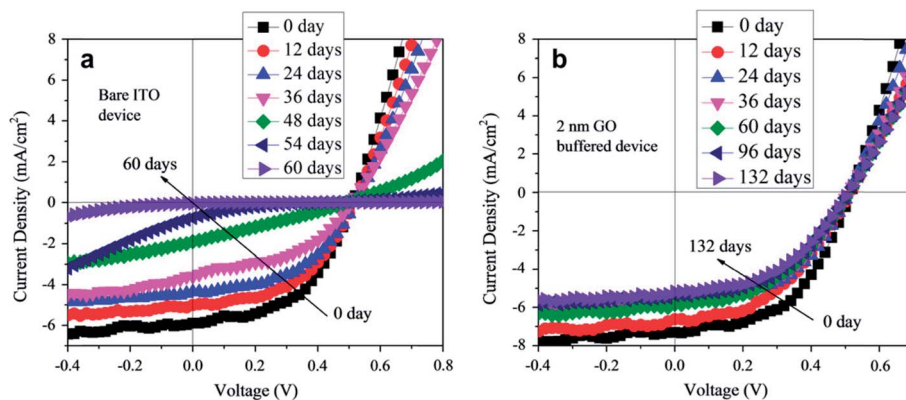 a
Bare ITO
device
0 day
12 days
24 days
36 days
48 days
54 days
60 days
60 days
0 day
8
6
4
2
0
-2
-4
-6
-0.4
-0.2
0.0
0.2
0.4
0.6
0.8
Current Density (mA/cm²)
Voltage (V)
b
2 nm GO
buffered device
0 day
12 days
24 days
36 days
60 days
96 days
132 days
132 days
0 day
8
6
4
2
0
-2
-4
-6
-8
-0.4
-0.2
0.0
0.2
0.4
0.6
Current Density (mA/cm²)
Voltage (V)